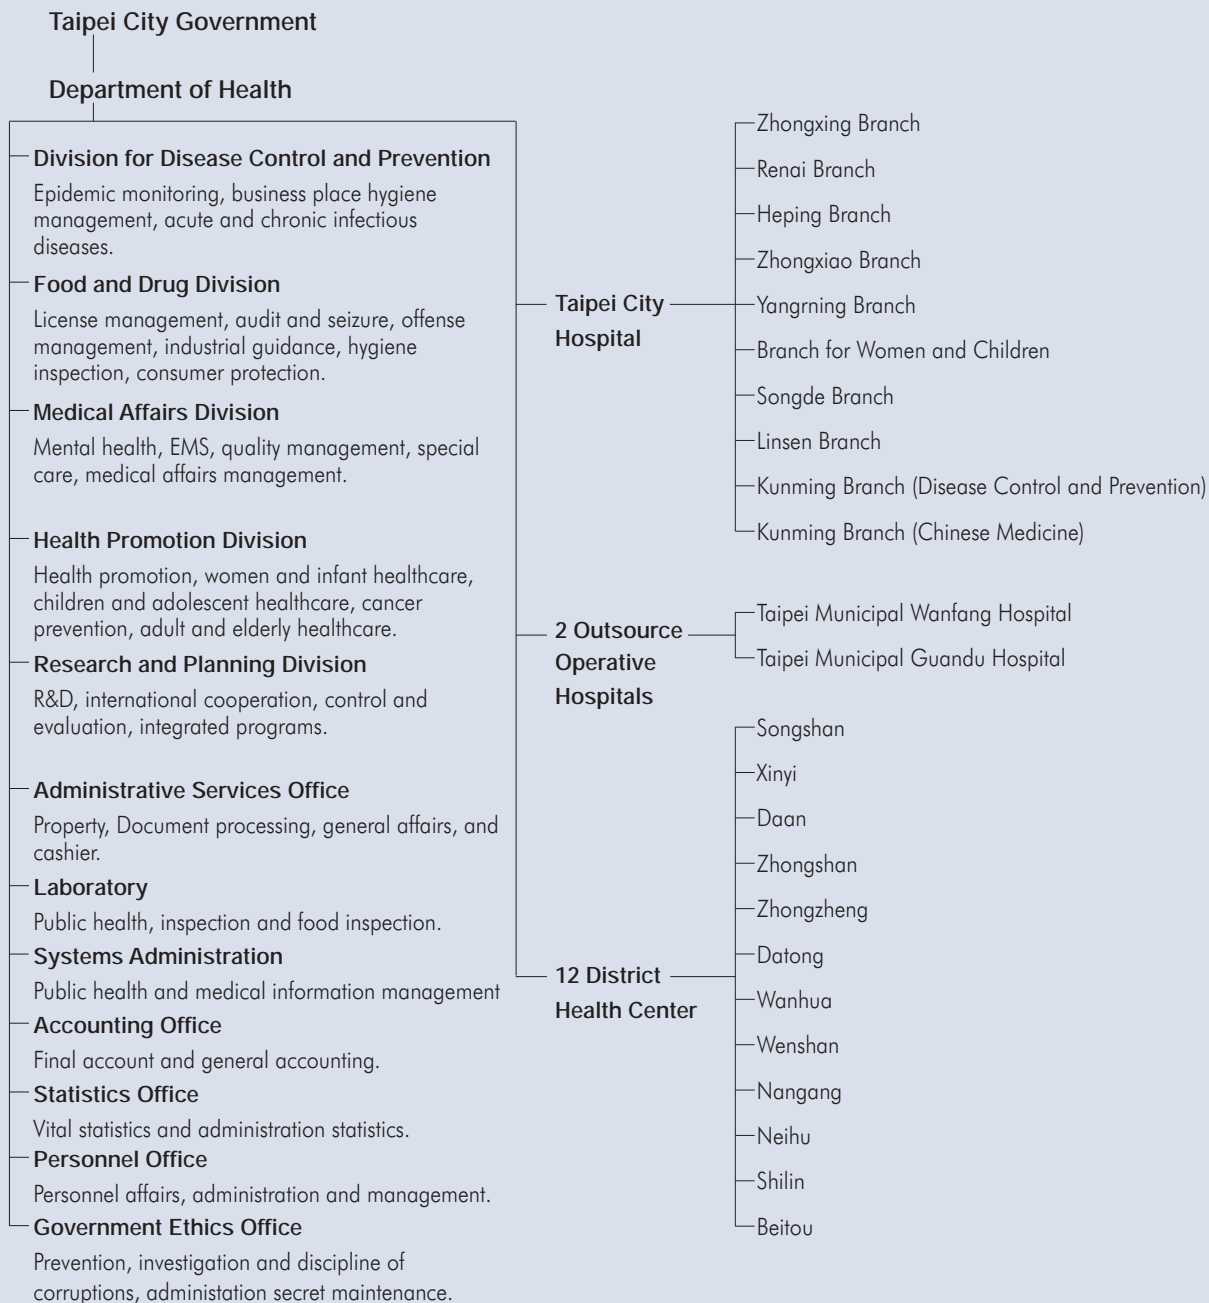 Taipei City Government
Department of Health
Division for Disease Control and Prevention
Epidemic monitoring, business place hygiene
management, acute and chronic infectious
diseases.
Food and Drug Division
License management, audit and seizure, offense
management, industrial guidance, hygiene
inspection, consumer protection.
Medical Affairs Division
Mental health, EMS, quality management, special
care, medical affairs management.
Health Promotion Division
Health promotion, women and infant healthcare,
children and adolescent healthcare, cancer
prevention, adult and elderly healthcare.
Research and Planning Division
R&D, international cooperation, control and
evaluation, integrated programs.
Administrative Services Office
Property, Document processing, general affairs, and
cashier.
Laboratory
Public health, inspection and food inspection.
Systems Administration
Public health and medical information management
Accounting Office
Final account and general accounting.
Statistics Office
Vital statistics and administration statistics.
Personnel Office
Personnel affairs, administration and management.
Government Ethics Office
Prevention, investigation and discipline of
corruptions, administation secret maintenance.
Taipei City
Hospital
Zhongxing Branch
Renai Branch
Heping Branch
Zhongxiao Branch
Yangrning Branch
Branch for Women and Children
Songde Branch
Linsen Branch
Kunming Branch (Disease Control and Prevention)
Kunming Branch (Chinese Medicine)
2 Outsource
Operative
Hospitals
Taipei Municipal Wanfang Hospital
Taipei Municipal Guandu Hospital
12 District
Health Center
Songshan
Xinyi
Daan
Zhongshan
Zhongzheng
Datong
Wanhua
Wenshan
Nangang
Neihu
Shilin
Beitou